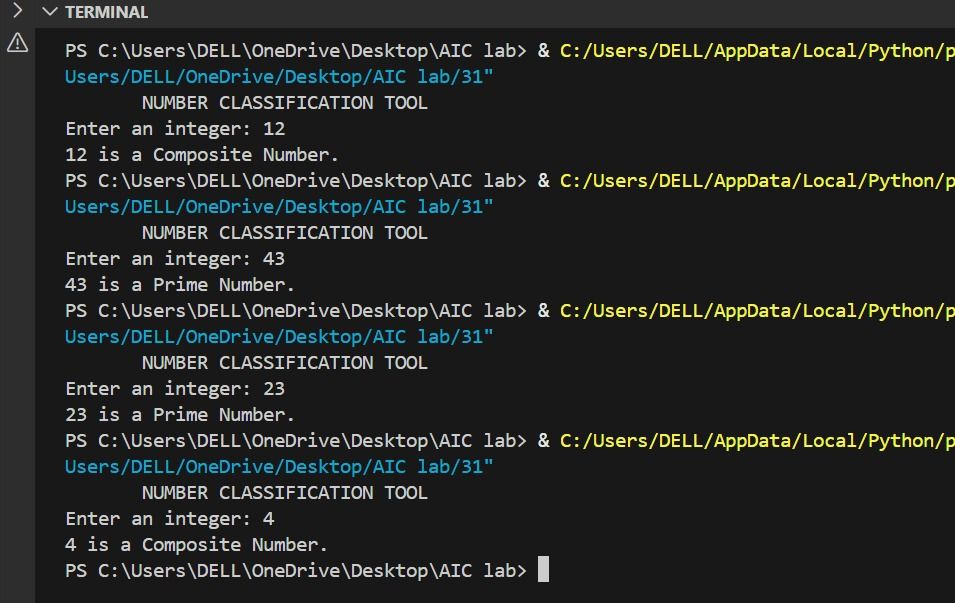 TERMINAL
PS C:\Users\DELL\OneDrive\Desktop\AIC lab> & C:/Users/DELL/AppData/Local/Python/p
Users/DELL/OneDrive/Desktop/AIC lab/31"
NUMBER CLASSIFICATION TOOL
Enter an integer: 12
12 is a Composite Number.
PS C:\Users\DELL\OneDrive\Desktop\AIC lab> & C:/Users/DELL/AppData/Local/Python/p
Users/DELL/OneDrive/Desktop/AIC lab/31"
NUMBER CLASSIFICATION TOOL
Enter an integer: 43
43 is a Prime Number.
PS C:\Users\DELL\OneDrive\Desktop\AIC lab> & C:/Users/DELL/AppData/Local/Python/p
Users/DELL/OneDrive/Desktop/AIC lab/31"
NUMBER CLASSIFICATION TOOL
Enter an integer: 23
23 is a Prime Number.
PS C:\Users\DELL\OneDrive\Desktop\AIC lab> & C:/Users/DELL/AppData/Local/Python/p
Users/DELL/OneDrive/Desktop/AIC lab/31"
NUMBER CLASSIFICATION TOOL
Enter an integer: 4
4 is a Composite Number.
PS C:\Users\DELL\OneDrive\Desktop\AIC lab>